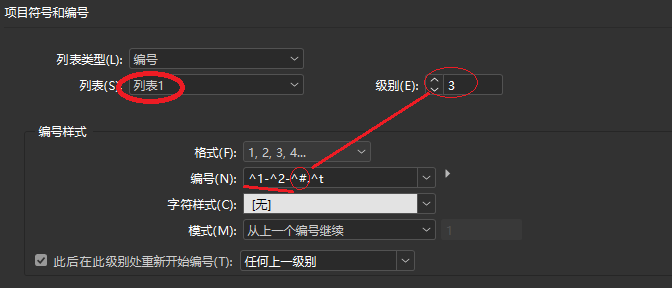 项目符号和编号
列表类型(L): 编号
列表(S): 列表1 级别(E): 3
编号样式
格式(F): 1, 2, 3, 4...
编号(N): ^1-^2-^#.^t
字符样式(C): [无]
模式(M): 从上一个编号继续 1
此后在此级别处重新开始编号(T): 任何上一级别